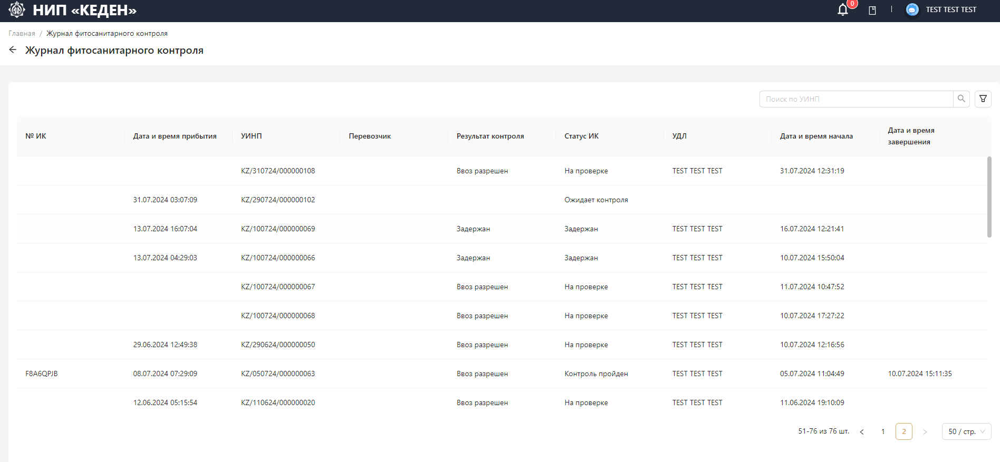 НИП «КЕДЕН»
0
TEST TEST TEST
Главная / Журнал фитосанитарного контроля
Журнал фитосанитарного контроля
Поиск по УИНП
№ ИК Дата и время прибытия УИНП Перевозчик Результат контроля Статус ИК УДЛ Дата и время начала Дата и время завершения
KZ/310724/000000108 Ввоз разрешен На проверке TEST TEST TEST 31.07.2024 12:31:19
31.07.2024 03:07:09 KZ/290724/000000102 Ожидает контроля
13.07.2024 16:07:04 KZ/100724/000000069 Задержан Задержан TEST TEST TEST 16.07.2024 12:21:41
13.07.2024 04:29:03 KZ/100724/000000066 Задержан Задержан TEST TEST TEST 10.07.2024 15:50:04
KZ/100724/000000067 Ввоз разрешен На проверке TEST TEST TEST 11.07.2024 10:47:52
KZ/100724/000000068 Ввоз разрешен На проверке TEST TEST TEST 10.07.2024 17:27:22
29.06.2024 12:49:38 KZ/290624/000000050 Ввоз разрешен На проверке TEST TEST TEST 10.07.2024 12:16:56
F8A6QPJB 08.07.2024 07:29:09 KZ/050724/000000063 Ввоз разрешен Контроль пройден TEST TEST TEST 05.07.2024 11:04:49 10.07.2024 15:11:35
12.06.2024 05:15:54 KZ/110624/000000020 Ввоз разрешен На проверке TEST TEST TEST 11.06.2024 19:10:09
51-76 из 76 шт. < 1 2 > 50 / стр.